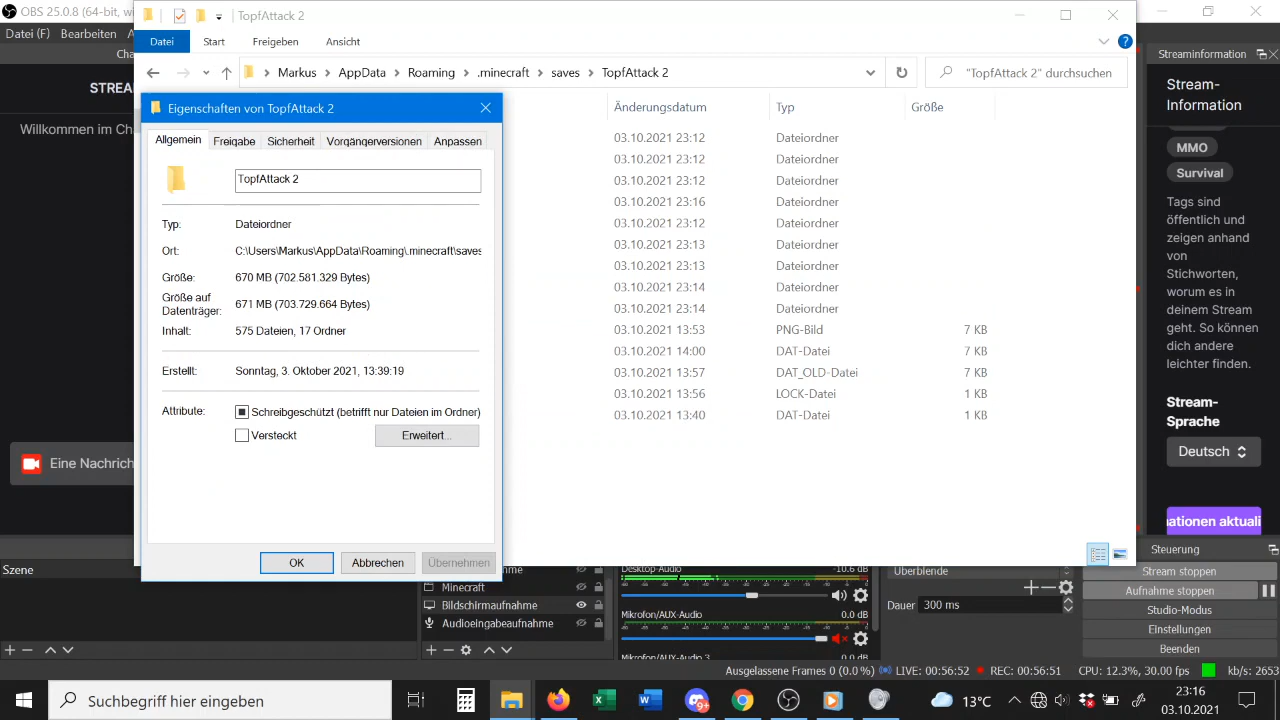 OBS 25.0.8 (64-bit, wi
TopfAttack 2
Datei (F) Bearbeiten A
Datei Start Freigeben Ansicht
Markus > AppData > Roaming > .minecraft > saves > TopfAttack 2
"TopfAttack 2" durchsuchen
Änderungsdatum Typ Größe
03.10.2021 23:12 Dateiordner
03.10.2021 23:12 Dateiordner
03.10.2021 23:12 Dateiordner
03.10.2021 23:16 Dateiordner
03.10.2021 23:12 Dateiordner
03.10.2021 23:13 Dateiordner
03.10.2021 23:13 Dateiordner
03.10.2021 23:14 Dateiordner
03.10.2021 23:14 Dateiordner
03.10.2021 13:53 PNG-Bild 7 KB
03.10.2021 14:00 DAT-Datei 7 KB
03.10.2021 13:57 DAT_OLD-Datei 7 KB
03.10.2021 13:56 LOCK-Datei 1 KB
03.10.2021 13:40 DAT-Datei 1 KB
Cha
STREA
Willkommen im Ch
Eine Nachrich
Eigenschaften von TopfAttack 2
Allgemein Freigabe Sicherheit Vorgängerversionen Anpassen
TopfAttack 2
Typ: Dateiordner
Ort: C:\Users\Markus\AppData\Roaming\.minecraft\saves
Größe: 670 MB (702.581.329 Bytes)
Größe auf
Datenträger: 671 MB (703.729.664 Bytes)
Inhalt: 575 Dateien, 17 Ordner
Erstellt: Sonntag, 3. Oktober 2021, 13:39:19
Attribute: Schreibgeschützt (betrifft nur Dateien im Ordner)
Versteckt Erweitert...
OK Abbrechen Übernehmen
Streaminformation
Stream-
Information
MMO
Survival
Tags sind
öffentlich und
zeigen anhand
von
Stichworten,
worum es in
deinem Stream
geht. So können
dich andere
leichter finden.
Stream-
Sprache
Deutsch
ationen aktuali
Szene
Minecraft
Bildschirmaufnahme
Audioeingabeaufnahme
Desktop-Audio -10.6 dB
Mikrofon/AUX-Audio 0.0 dB
Mikrofon/AUX-Audio 3 0.0 dB
Überblende
Dauer 300 ms
Steuerung
Stream stoppen
Aufnahme stoppen
Studio-Modus
Einstellungen
Beenden
Ausgelassene Frames 0 (0.0 %) LIVE: 00:56:52 REC: 00:56:51 CPU: 12.3%, 30.00 fps kb/s: 2653
Suchbegriff hier eingeben
13°C
23:16
03.10.2021